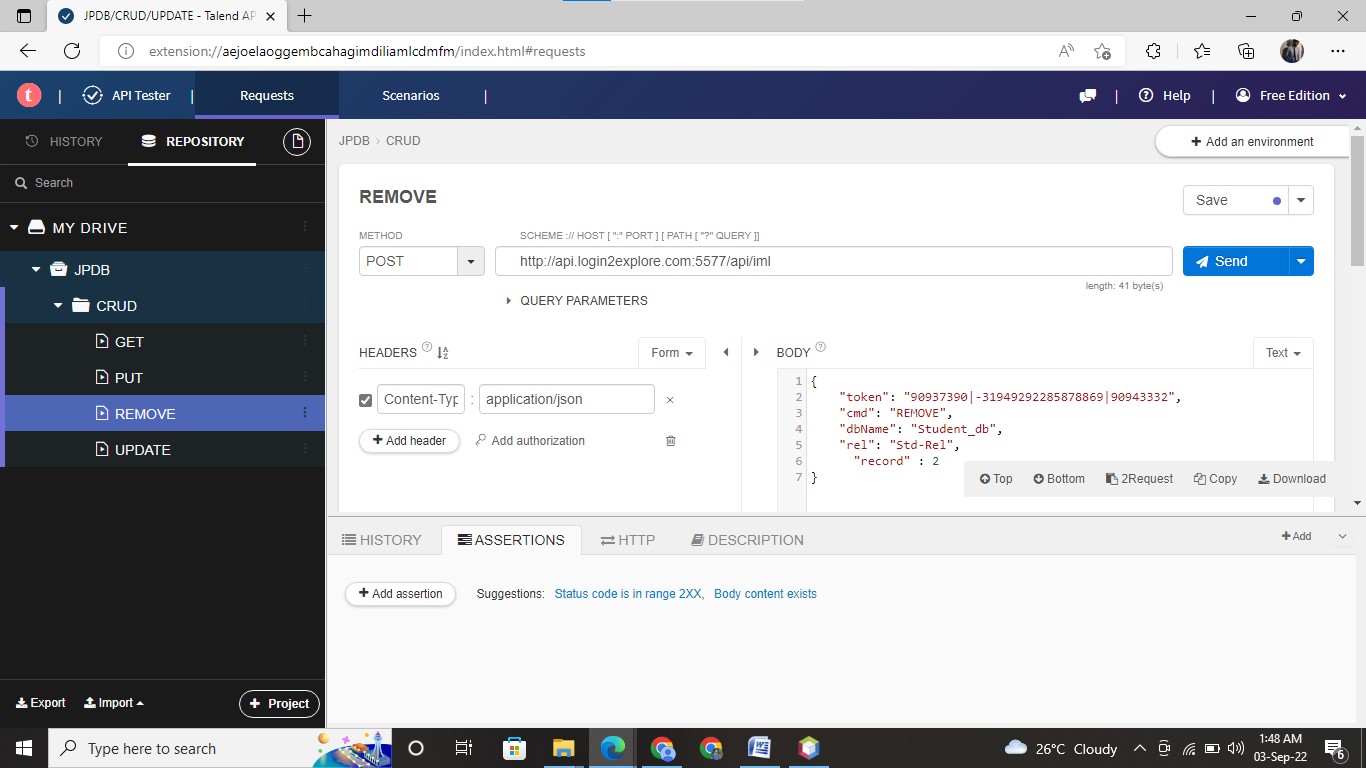 JPDB/CRUD/UPDATE - Talend AP
extension://aejoelaoggembcahagimdiliamlcdmfm/index.html#requests
t | API Tester | Requests Scenarios | | Help | Free Edition
HISTORY REPOSITORY
JPDB › CRUD
+ Add an environment
Search
MY DRIVE
JPDB
CRUD
GET
PUT
REMOVE
UPDATE
Export Import + Project
REMOVE
Save
METHOD SCHEME :// HOST [ ":" PORT ] [ PATH [ "?" QUERY ]]
POST http://api.login2explore.com:5577/api/iml Send
length: 41 byte(s)
QUERY PARAMETERS
HEADERS ? Form
BODY ? Text
Content-Typ : application/json ×
+ Add header Add authorization
1 {
2 "token": "90937390|-31949292285878869|90943332",
3 "cmd": "REMOVE",
4 "dbName": "Student_db",
5 "rel": "Std-Rel",
6 "record" : 2
7 }
Top Bottom 2Request Copy Download
HISTORY ASSERTIONS HTTP DESCRIPTION + Add
+ Add assertion Suggestions: Status code is in range 2XX, Body content exists
Type here to search
26°C Cloudy
1:48 AM
03-Sep-22
6